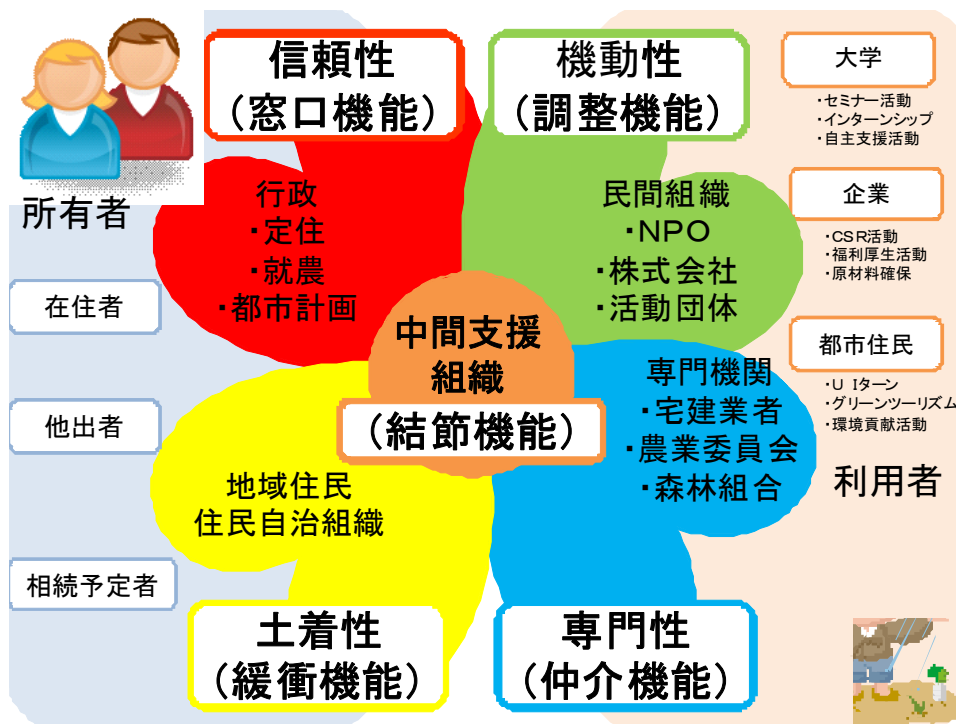 所有者
在住者
他出者
相続予定者
信頼性
(窓口機能)
行政
・定住
・就農
・都市計画
機動性
(調整機能)
民間組織
・NPO
・株式会社
・活動団体
中間支援
組織
(結節機能)
地域住民
住民自治組織
土着性
(緩衝機能)
専門機関
・宅建業者
・農業委員会
・森林組合
専門性
(仲介機能)
大学
・セミナー活動
・インターンシップ
・自主支援活動
企業
・CSR活動
・福利厚生活動
・原材料確保
都市住民
・U Iターン
・グリーンツーリズム
・環境貢献活動
利用者